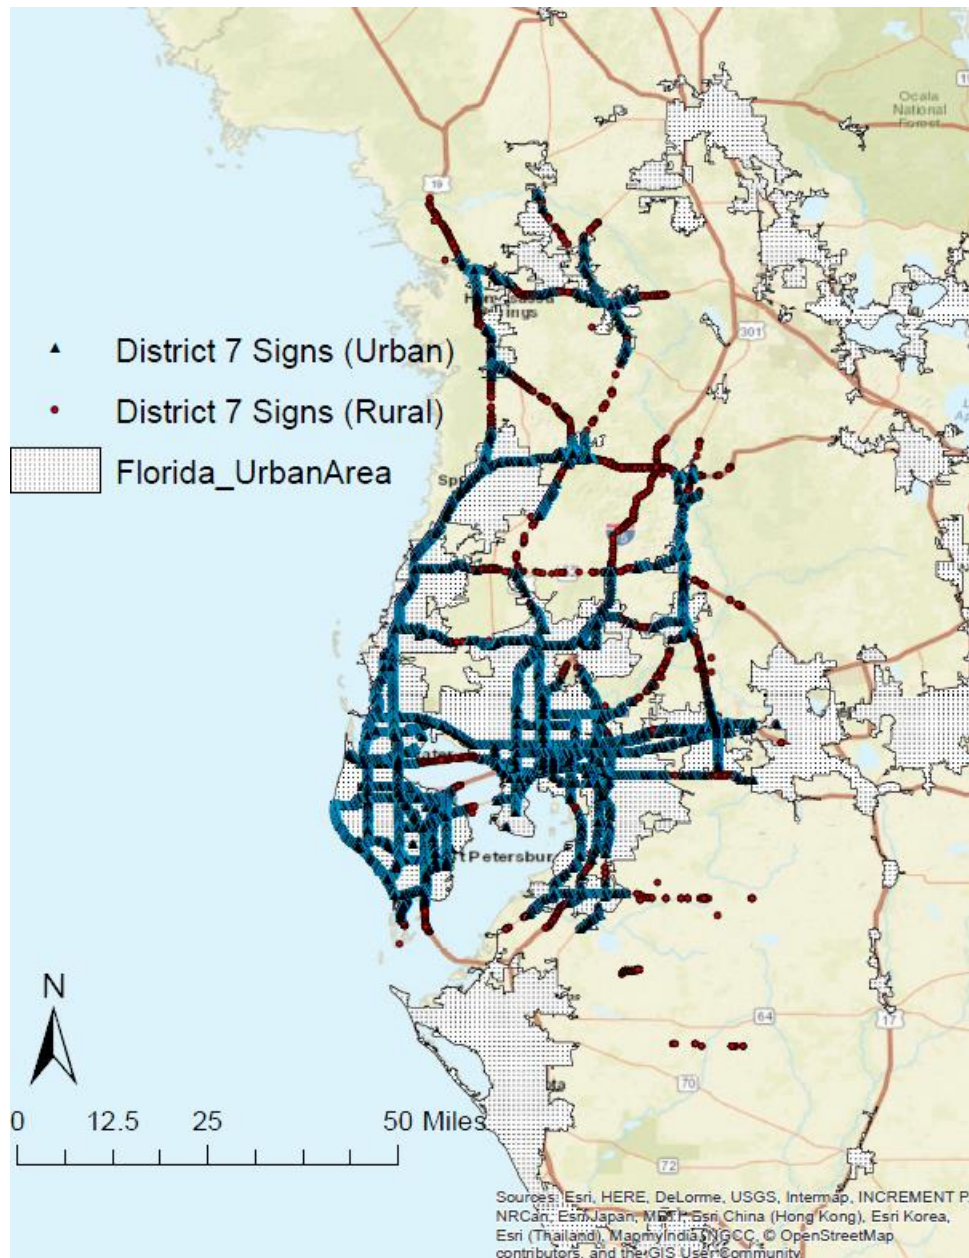 Ocala
National
Forest
19
301
District 7 Signs (Urban)
District 7 Signs (Rural)
Florida_UrbanArea
t Petersbur
N
64
17
70
72
0 12.5 25 50 Miles
Sources: Esri, HERE, DeLorme, USGS, Intermap, INCREMENT P,
NRCan, Esri Japan, METI, Esri China (Hong Kong), Esri Korea,
Esri (Thailand), MapmyIndia, NGCC, © OpenStreetMap
contributors, and the GIS User Community